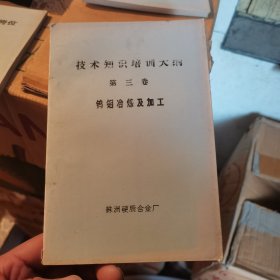 技术知识培训大纲
第三卷
钨钼冶炼及加工
株洲硬质合金厂